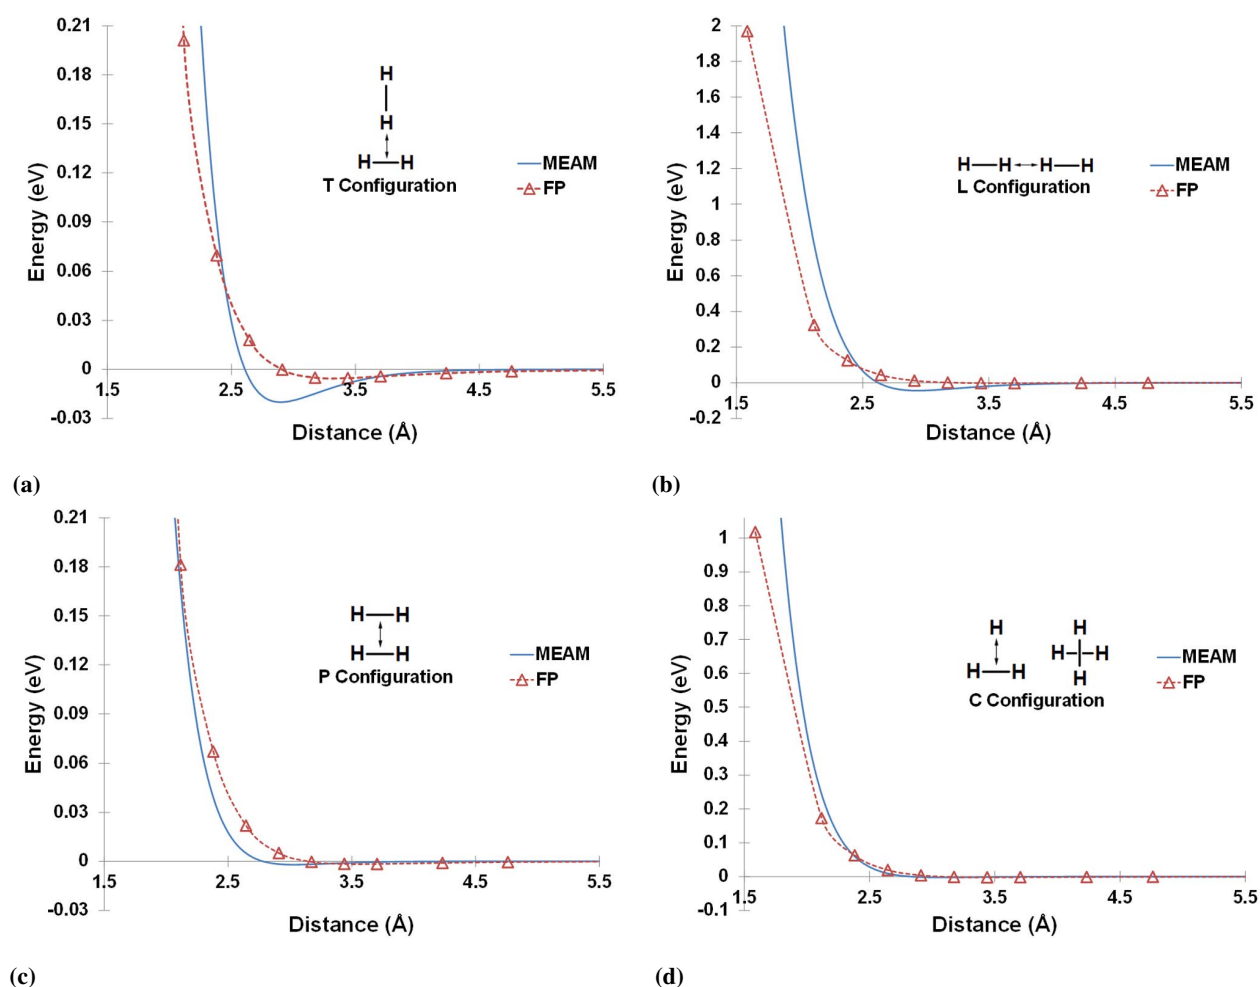 0.21
0.18
0.15
0.12
0.09
0.06
0.03
0
-0.03
1.5
2.5
3.5
4.5
5.5
Energy (eV)
Distance (Å)
H
H
H H
T Configuration
MEAM
FP
(a)
2
1.8
1.6
1.4
1.2
1
0.8
0.6
0.4
0.2
0
-0.2
1.5
2.5
3.5
4.5
5.5
Energy (eV)
Distance (Å)
H H H H
L Configuration
MEAM
FP
(b)
0.21
0.18
0.15
0.12
0.09
0.06
0.03
0
-0.03
1.5
2.5
3.5
4.5
5.5
Energy (eV)
Distance (Å)
H H
H H
P Configuration
MEAM
FP
(c)
1
0.9
0.8
0.7
0.6
0.5
0.4
0.3
0.2
0.1
0
-0.1
1.5
2.5
3.5
4.5
5.5
Energy (eV)
Distance (Å)
H
H H
H
H H
H
C Configuration
MEAM
FP
(d)